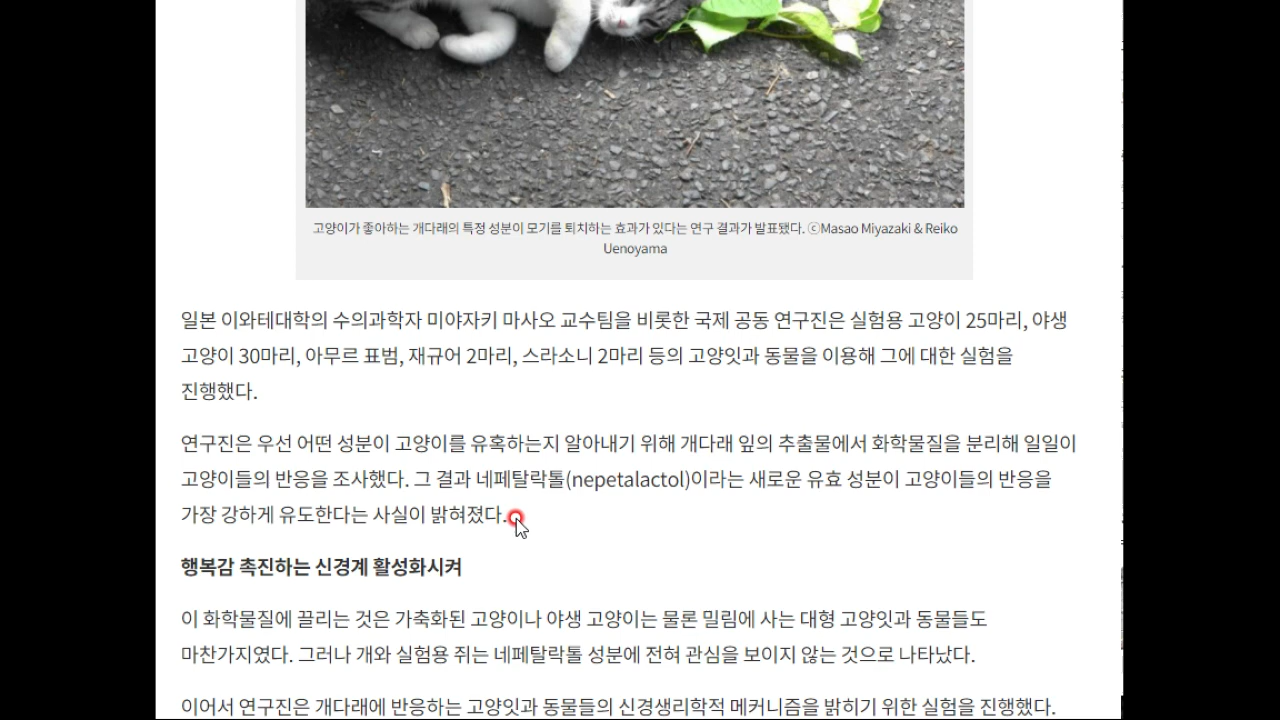 고양이가 좋아하는 개다래의 특정 성분이 모기를 퇴치하는 효과가 있다는 연구 결과가 발표됐다. ⓒMasao Miyazaki & Reiko
Uenoyama
일본 이와테대학의 수의과학자 미야자키 마사오 교수팀을 비롯한 국제 공동 연구진은 실험용 고양이 25마리, 야생
고양이 30마리, 아무르 표범, 재규어 2마리, 스라소니 2마리 등의 고양잇과 동물을 이용해 그에 대한 실험을
진행했다.
연구진은 우선 어떤 성분이 고양이를 유혹하는지 알아내기 위해 개다래 잎의 추출물에서 화학물질을 분리해 일일이
고양이들의 반응을 조사했다. 그 결과 네페탈락톨(nepetalactol)이라는 새로운 유효 성분이 고양이들의 반응을
가장 강하게 유도한다는 사실이 밝혀졌다.
행복감 촉진하는 신경계 활성화시켜
이 화학물질에 끌리는 것은 가축화된 고양이나 야생 고양이는 물론 밀림에 사는 대형 고양잇과 동물들도
마찬가지였다. 그러나 개와 실험용 쥐는 네페탈락톨 성분에 전혀 관심을 보이지 않는 것으로 나타났다.
이어서 연구진은 개다래에 반응하는 고양잇과 동물들의 신경생리학적 메커니즘을 밝히기 위한 실험을 진행했다.